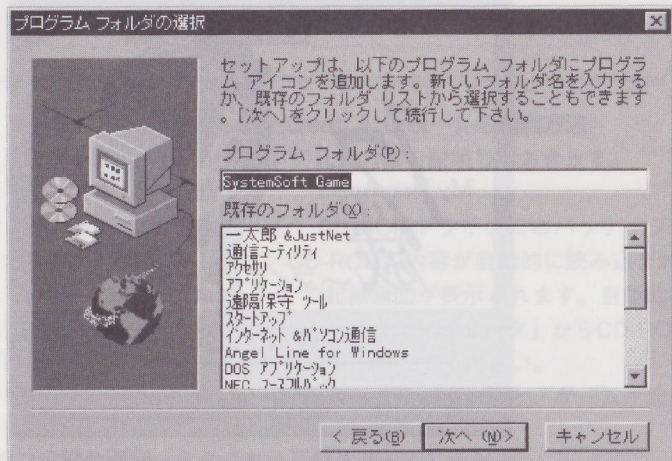 プログラム フォルダの選択
セットアップは、以下のプログラム フォルダにプログラ
ム アイコンを追加します。新しいフォルダ名を入力する
か、既存のフォルダ リストから選択することもできます
。[次へ]をクリックして続行して下さい。
プログラム フォルダ(P):
SystemSoft Game
既存のフォルダ(X):
一太郎 &JustNet
通信ユーティリティ
アクセサリ
アプリケーション
遠隔保守 ツール
スタートアップ
インターネット &パソコン通信
Angel Line for Windows
DOS アプリケーション
NEC
< 戻る(B)
次へ (N)>
キャンセル